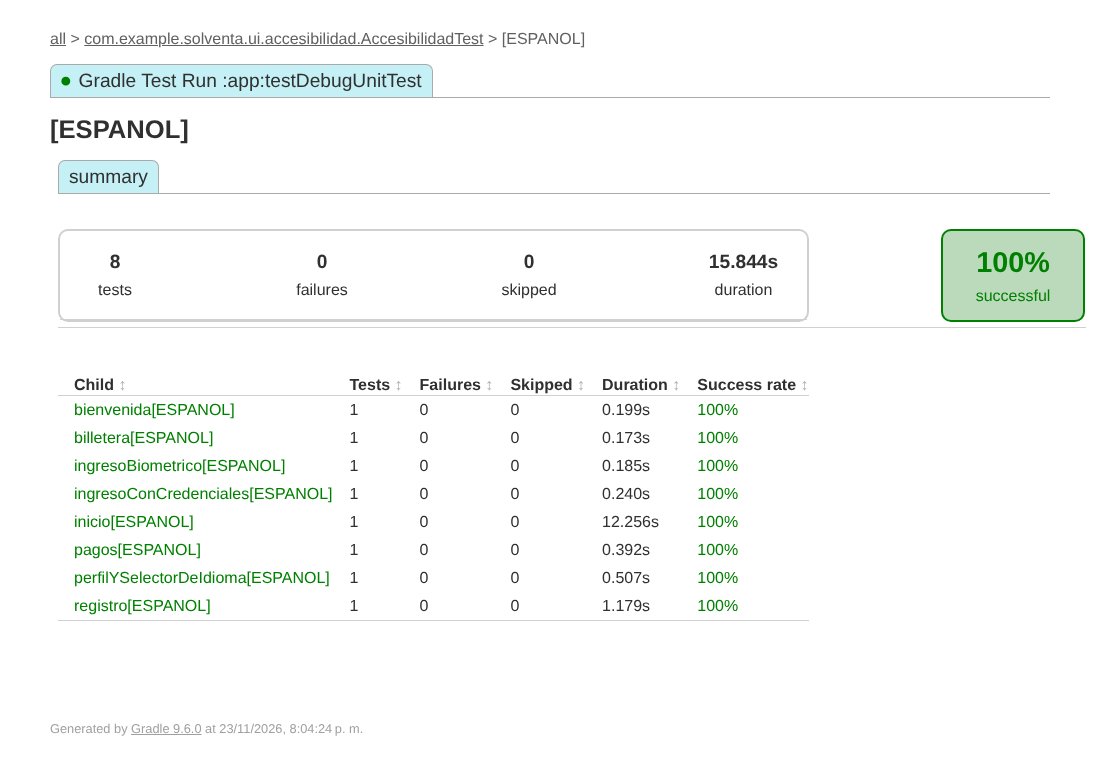 all > com.example.solventa.ui.accesibilidad.AccesibilidadTest > [ESPANOL]
Gradle Test Run :app:testDebugUnitTest
[ESPANOL]
summary
8 0 0 15.844s 100%
tests failures skipped duration successful
Child ↕ Tests ↕ Failures ↕ Skipped ↕ Duration ↕ Success rate ↕
bienvenida[ESPANOL] 1 0 0 0.199s 100%
billetera[ESPANOL] 1 0 0 0.173s 100%
ingresoBiometrico[ESPANOL] 1 0 0 0.185s 100%
ingresoConCredenciales[ESPANOL] 1 0 0 0.240s 100%
inicio[ESPANOL] 1 0 0 12.256s 100%
pagos[ESPANOL] 1 0 0 0.392s 100%
perfilYSelectorDeIdioma[ESPANOL] 1 0 0 0.507s 100%
registro[ESPANOL] 1 0 0 1.179s 100%
Generated by Gradle 9.6.0 at 23/11/2026, 8:04:24 p. m.